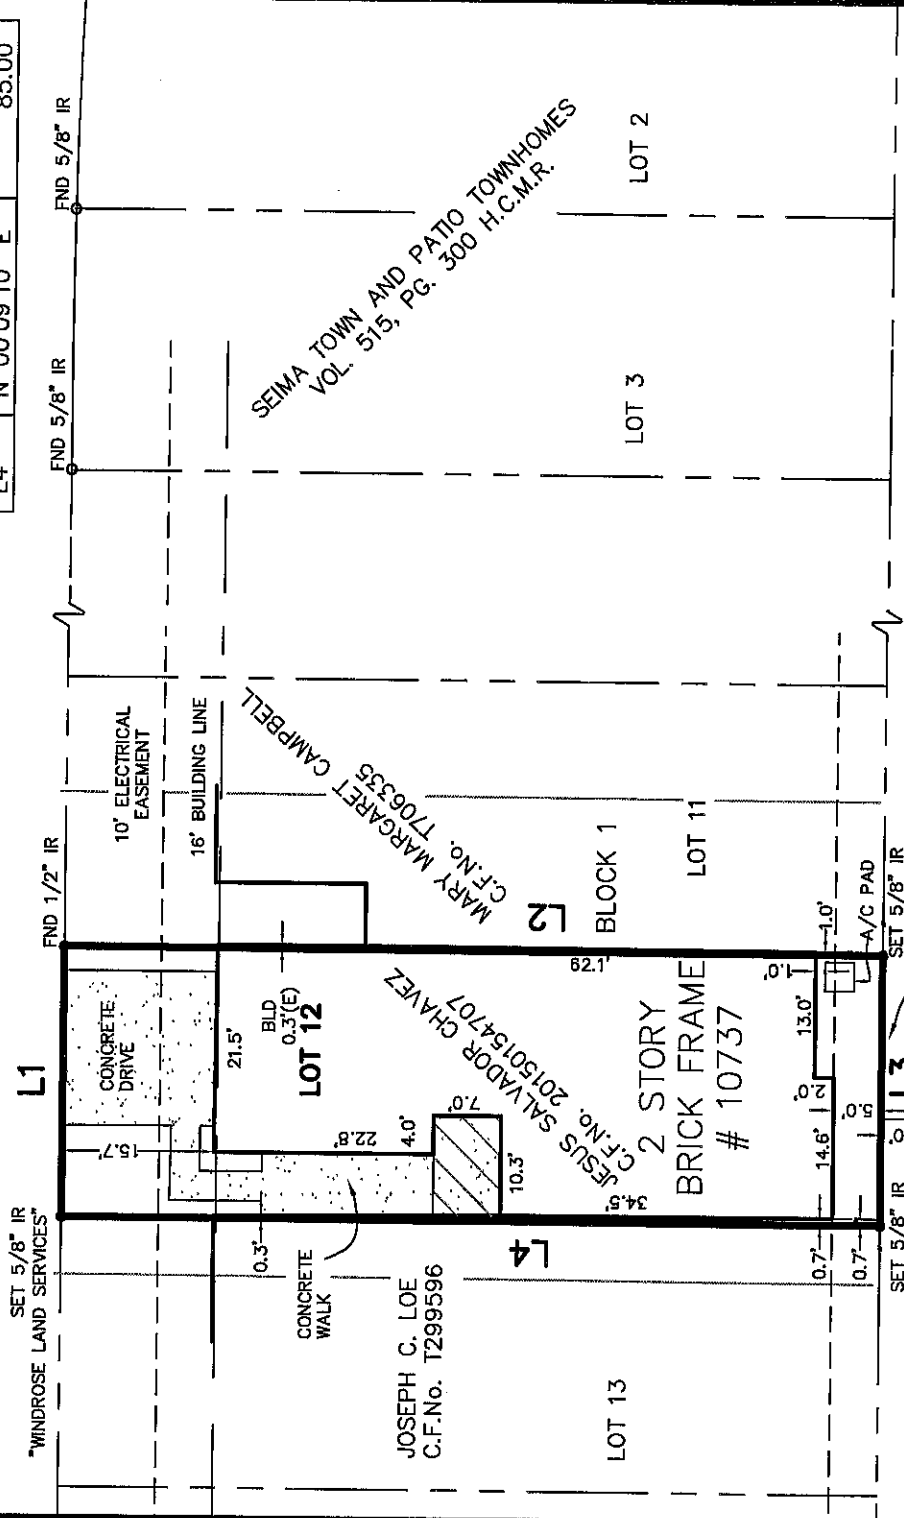 L4 N 00°09'10" E 85.00
FND 5/8" IR
FND 5/8" IR
SEIMA TOWN AND PATIO TOWNHOMES
VOL. 515, PG. 300 H.C.M.R.
LOT 2
LOT 3
FND 1/2" IR
10' ELECTRICAL
EASEMENT
16' BUILDING LINE
MARY MARGARET CAMPBELL
C.F.No. T706335
BLOCK 1
LOT 11
L2
A/C PAD
1.0'
SET 5/8" IR
L1
CONCRETE
DRIVE
21.5'
BLD
0.3'(E)
LOT 12
JESUS SALVADOR CHAVEZ
C.F.No. 20150154707
62.1'
2 STORY
BRICK FRAME
# 10737
1.0'
13.0'
2.0'
5.0'
14.6'
15.7'
22.8'
4.0'
7.0'
10.3'
34.5'
SET 5/8" IR
"WINDROSE LAND SERVICES"
0.3'
CONCRETE
WALK
L4
0.7'
0.7'
SET 5/8" IR
JOSEPH C. LOE
C.F.No. T299596
LOT 13